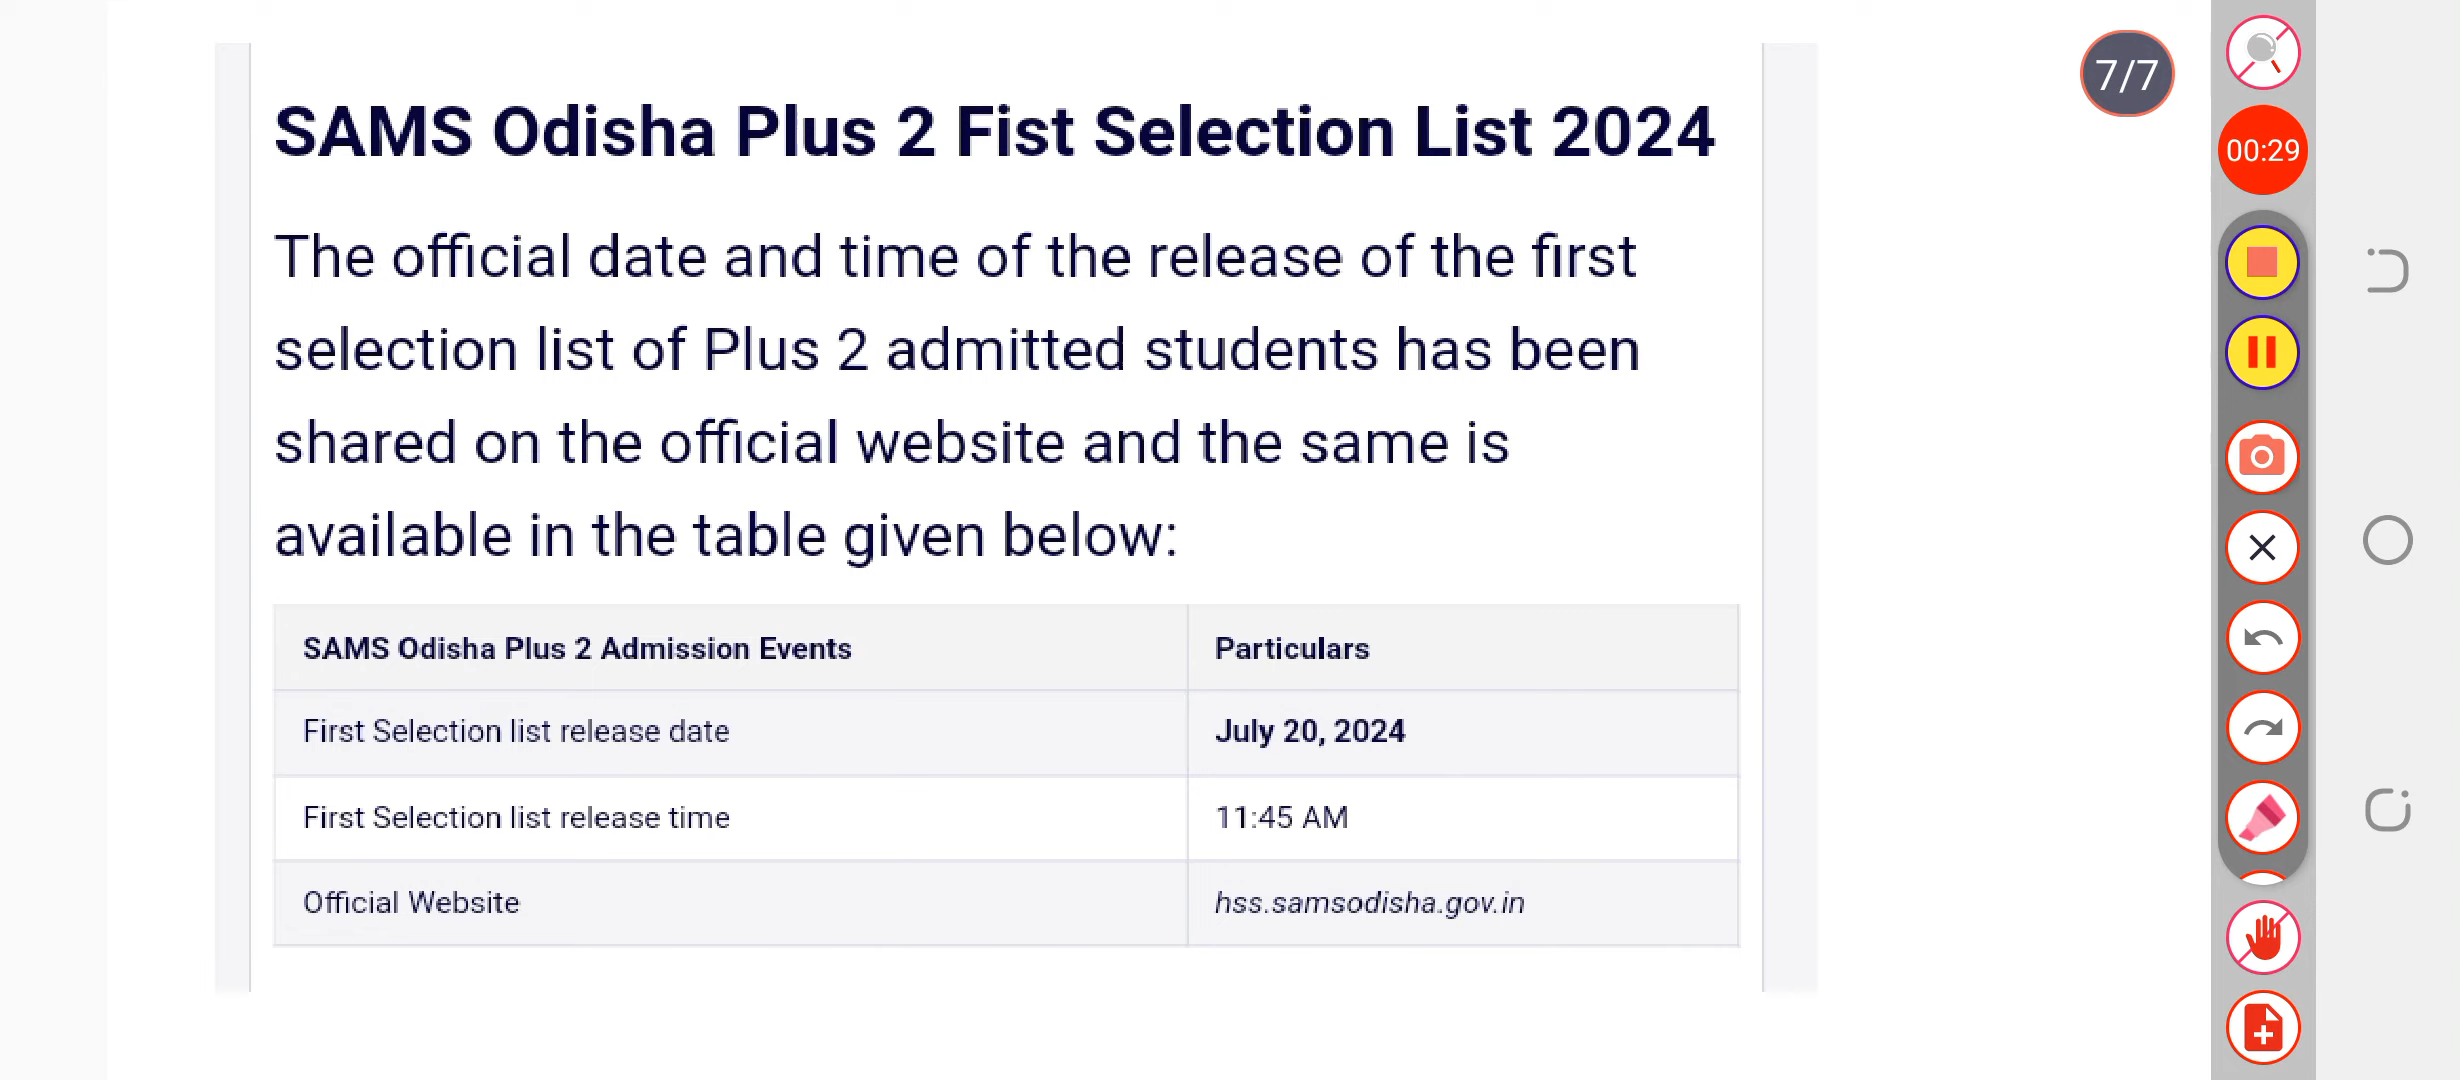 SAMS Odisha Plus 2 Fist Selection List 2024
The official date and time of the release of the first
selection list of Plus 2 admitted students has been
shared on the official website and the same is
available in the table given below:
SAMS Odisha Plus 2 Admission Events Particulars
First Selection list release date July 20, 2024
First Selection list release time 11:45 AM
Official Website hss.samsodisha.gov.in
7/7
00:29